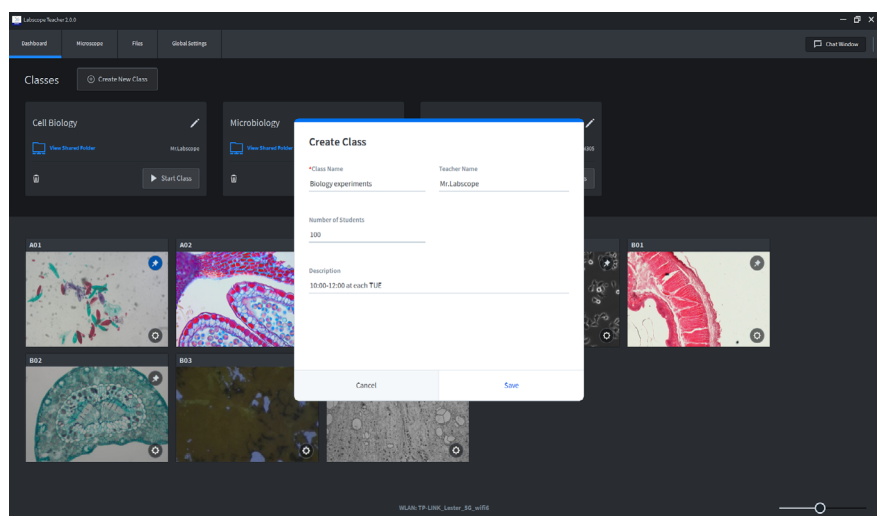 Labscope Teacher 2.0.0
Dashboard
Microscope
Files
Global Settings
Chat Window
Classes
Create New Class
Cell Biology
View Shared Folder
Mr.Labscope
Start Class
Microbiology
View Shared Folder
Create Class
*Class Name
Teacher Name
Biology experiments
Mr.Labscope
Number of Students
100
Description
10:00-12:00 at each TUE
Cancel
Save
A01
A02
B01
B02
B03
WLAN: TP-LINK_Lester_5G_wifi6